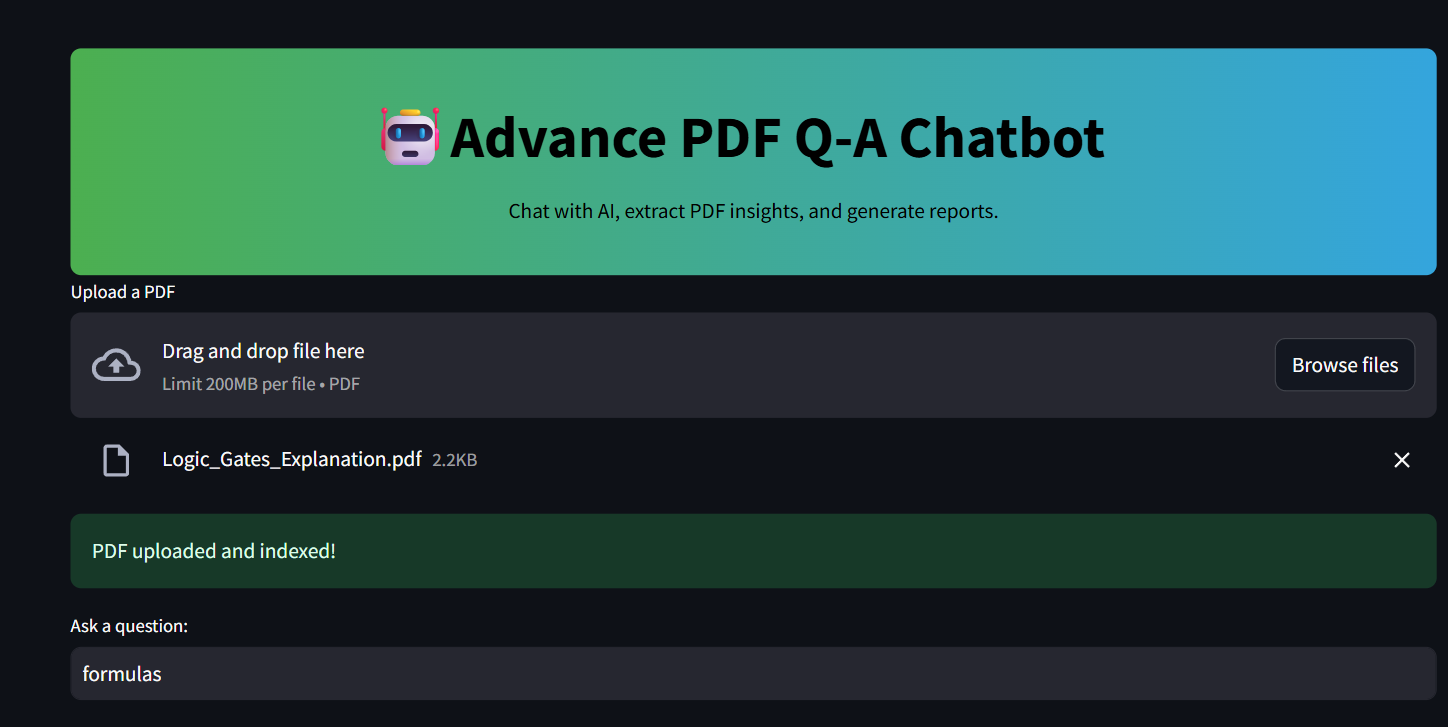 Advance PDF Q-A Chatbot
Chat with AI, extract PDF insights, and generate reports.
Upload a PDF
Drag and drop file here
Limit 200MB per file • PDF
Browse files
Logic_Gates_Explanation.pdf 2.2KB
PDF uploaded and indexed!
Ask a question:
formulas